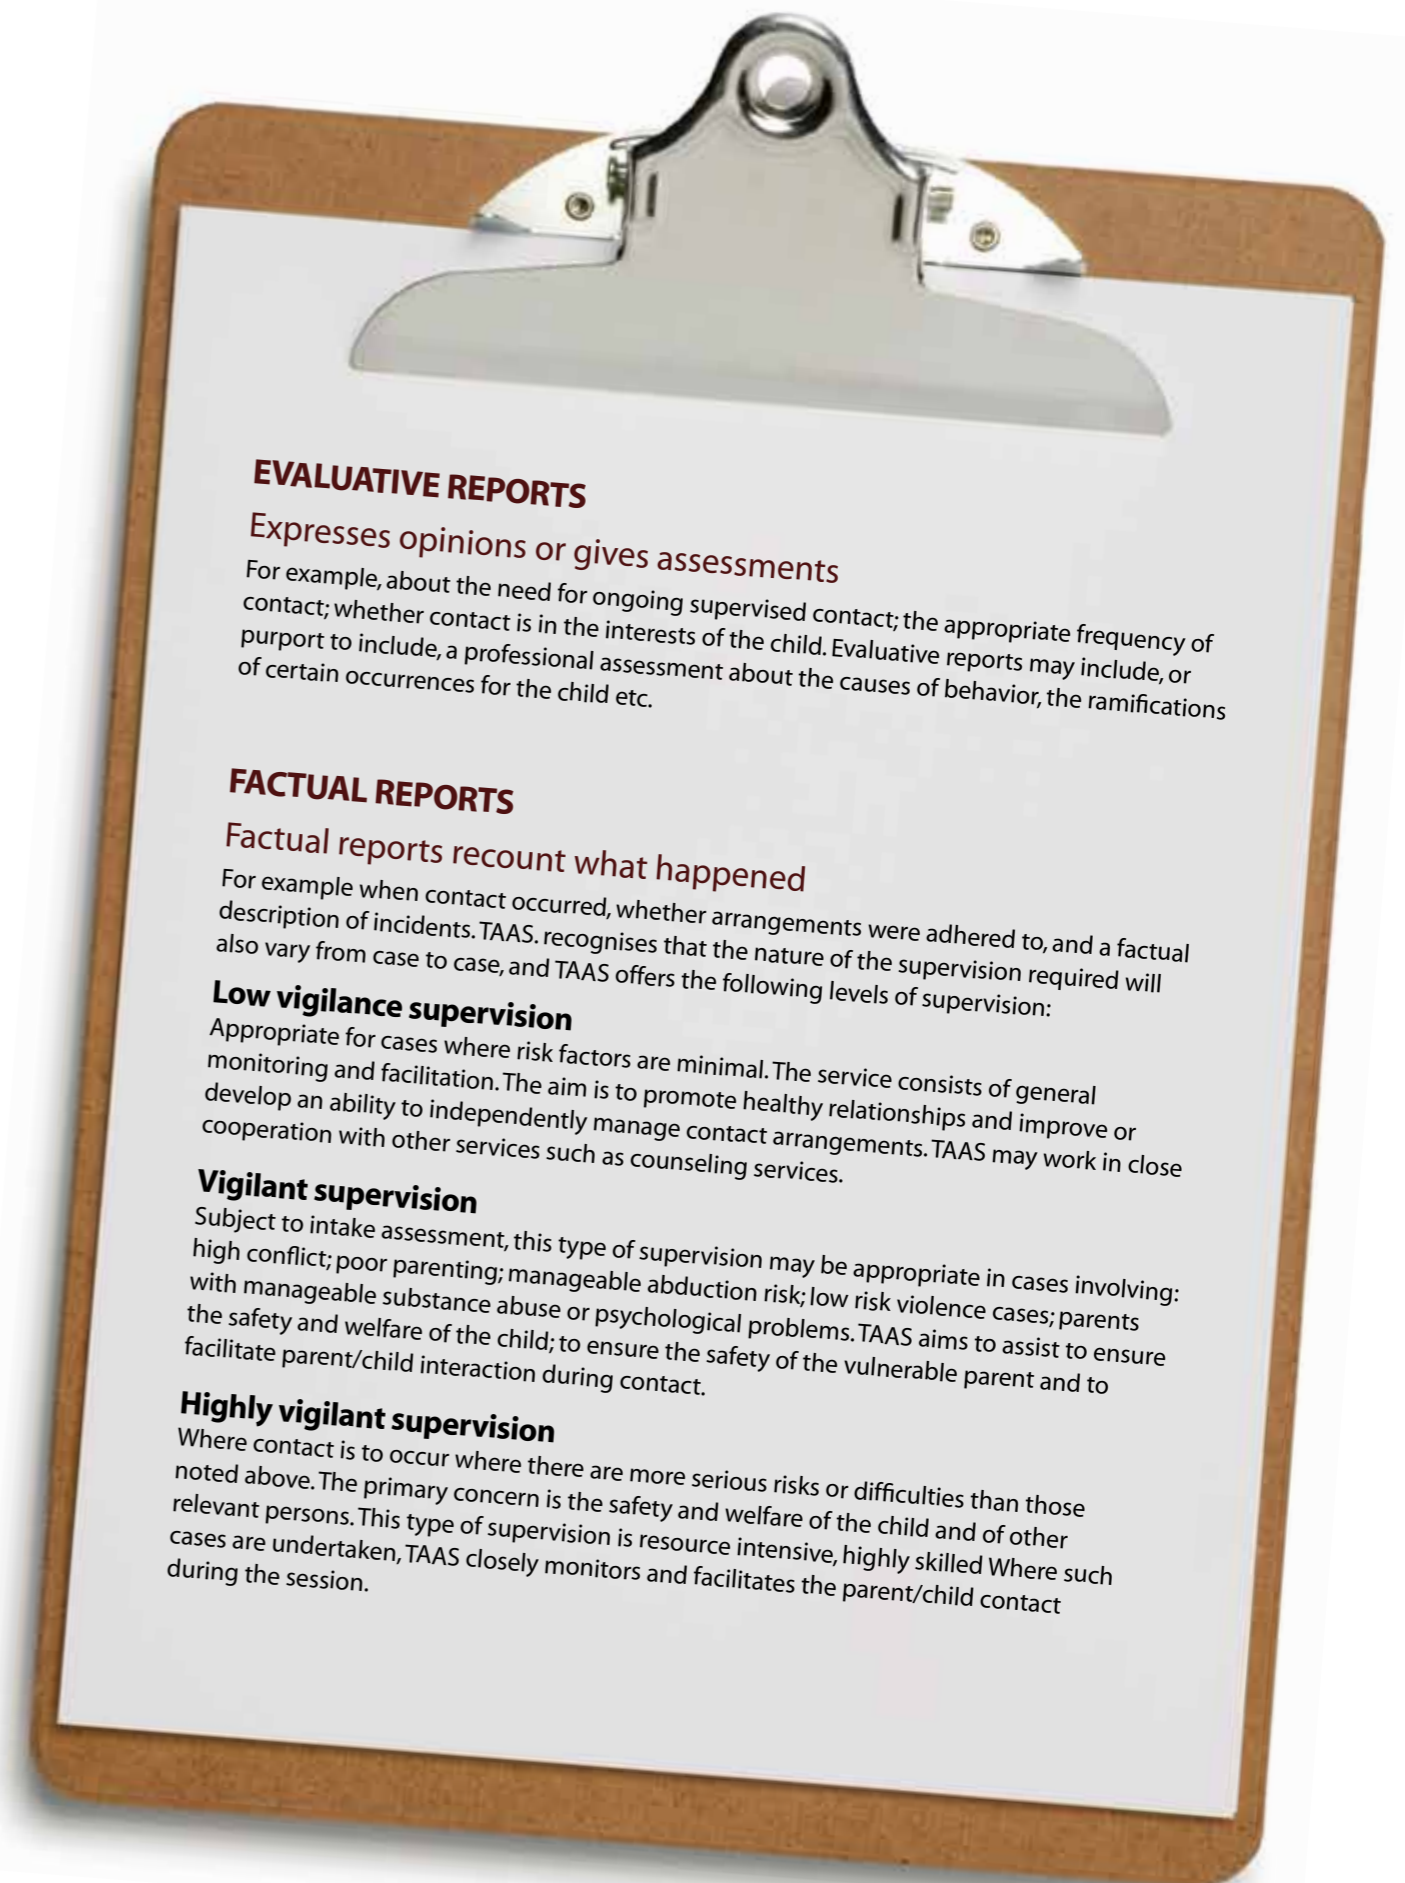 EVALUATIVE REPORTS
Expresses opinions or gives assessments
For example, about the need for ongoing supervised contact; the appropriate frequency of
contact; whether contact is in the interests of the child. Evaluative reports may include, or
purport to include, a professional assessment about the causes of behavior, the ramifications
of certain occurrences for the child etc.
FACTUAL REPORTS
Factual reports recount what happened
For example when contact occurred, whether arrangements were adhered to, and a factual
description of incidents. TAAS. recognises that the nature of the supervision required will
also vary from case to case, and TAAS offers the following levels of supervision:
Low vigilance supervision
Appropriate for cases where risk factors are minimal. The service consists of general
monitoring and facilitation. The aim is to promote healthy relationships and improve or
develop an ability to independently manage contact arrangements. TAAS may work in close
cooperation with other services such as counseling services.
Vigilant supervision
Subject to intake assessment, this type of supervision may be appropriate in cases involving:
high conflict; poor parenting; manageable abduction risk; low risk violence cases; parents
with manageable substance abuse or psychological problems. TAAS aims to assist to ensure
the safety and welfare of the child; to ensure the safety of the vulnerable parent and to
facilitate parent/child interaction during contact.
Highly vigilant supervision
Where contact is to occur where there are more serious risks or difficulties than those
noted above. The primary concern is the safety and welfare of the child and of other
relevant persons. This type of supervision is resource intensive, highly skilled Where such
cases are undertaken, TAAS closely monitors and facilitates the parent/child contact
during the session.